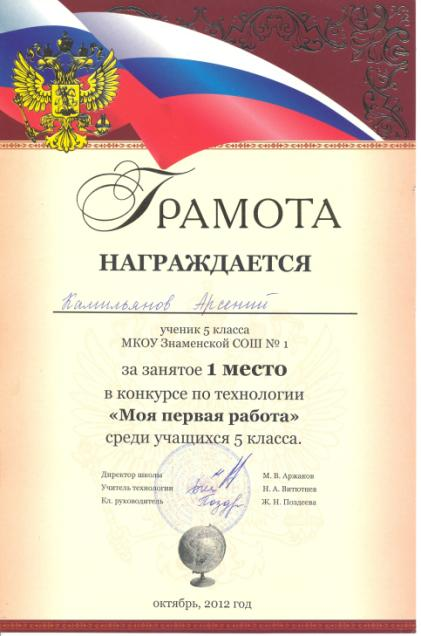 ГРАМОТА
НАГРАЖДАЕТСЯ
Камильянов Арсений
ученик 5 класса
МКОУ Знаменской СОШ № 1
за занятое 1 место
в конкурсе по технологии
«Моя первая работа»
среди учащихся 5 класса.
Директор школы М. В. Аржаков
Учитель технологии Н. А. Витютнев
Кл. руководитель Ж. Н. Поздеева
октябрь, 2012 год